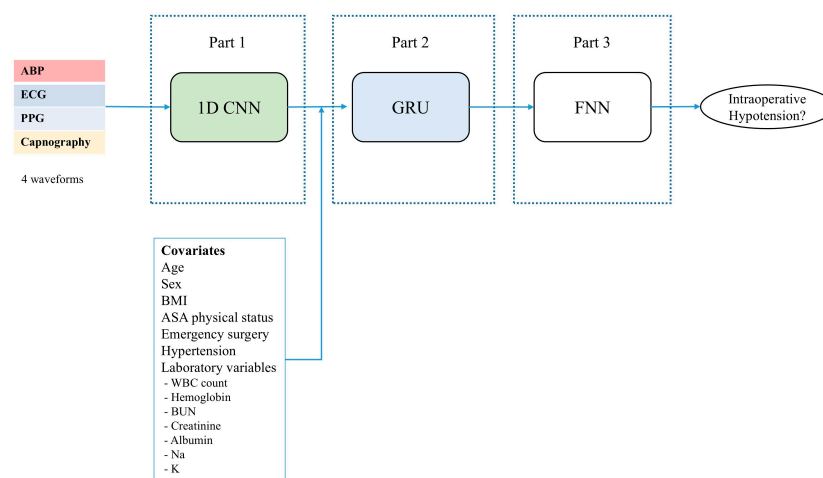 Part 1
Part 2
Part 3
ABP
ECG
PPG
Capnography
4 waveforms
1D CNN
GRU
FNN
Intraoperative
Hypotension?
Covariates
Age
Sex
BMI
ASA physical status
Emergency surgery
Hypertension
Laboratory variables
- WBC count
- Hemoglobin
- BUN
- Creatinine
- Albumin
- Na
- K